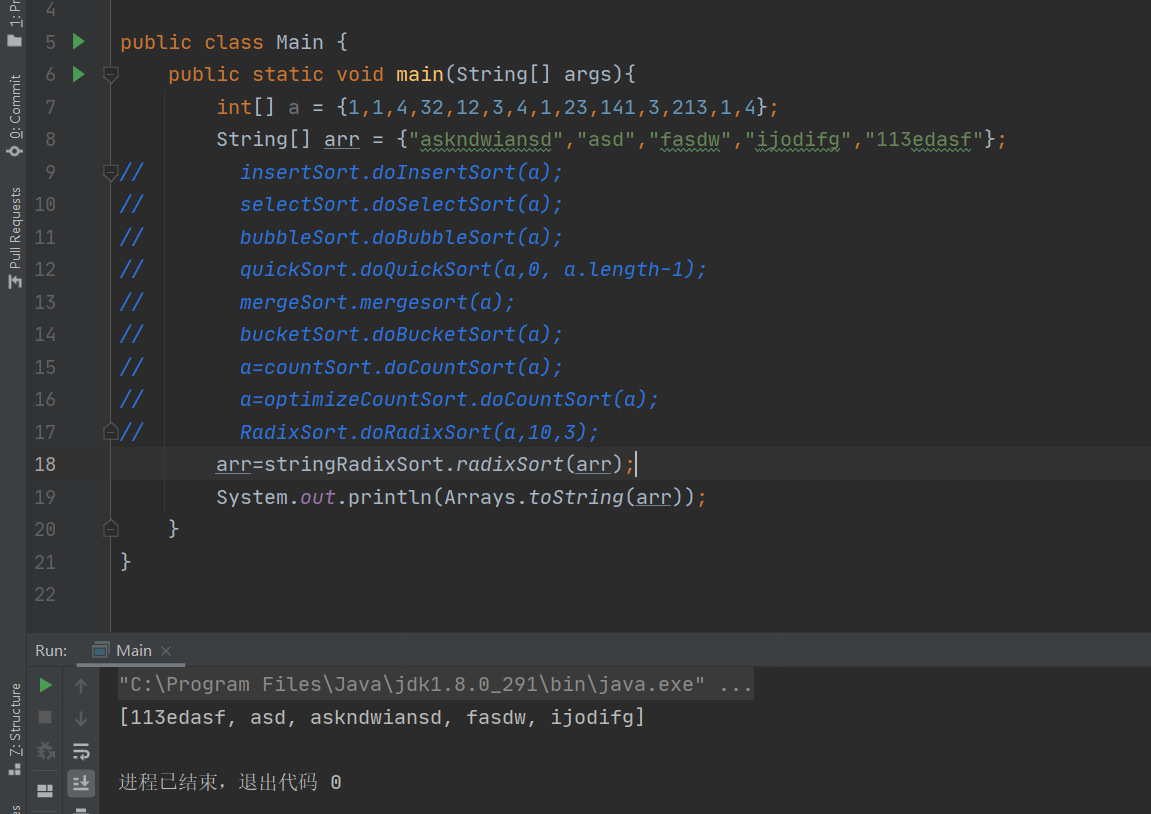 1: Pr
0: Commit
Pull Requests
7: Structure
4
5 public class Main {
6 public static void main(String[] args){
7 int[] a = {1,1,4,32,12,3,4,1,23,141,3,213,1,4};
8 String[] arr = {"askndwiansd","asd","fasdw","ijodifg","113edasf"};
9 // insertSort.doInsertSort(a);
10 // selectSort.doSelectSort(a);
11 // bubbleSort.doBubbleSort(a);
12 // quickSort.doQuickSort(a,0, a.length-1);
13 // mergeSort.mergesort(a);
14 // bucketSort.doBucketSort(a);
15 // a=countSort.doCountSort(a);
16 // a=optimizeCountSort.doCountSort(a);
17 // RadixSort.doRadixSort(a,10,3);
18 arr=stringRadixSort.radixSort(arr);
19 System.out.println(Arrays.toString(arr));
20 }
21 }
22
Run: Main
"C:\Program Files\Java\jdk1.8.0_291\bin\java.exe" ...
[113edasf, asd, askndwiansd, fasdw, ijodifg]
进程已结束，退出代码 0